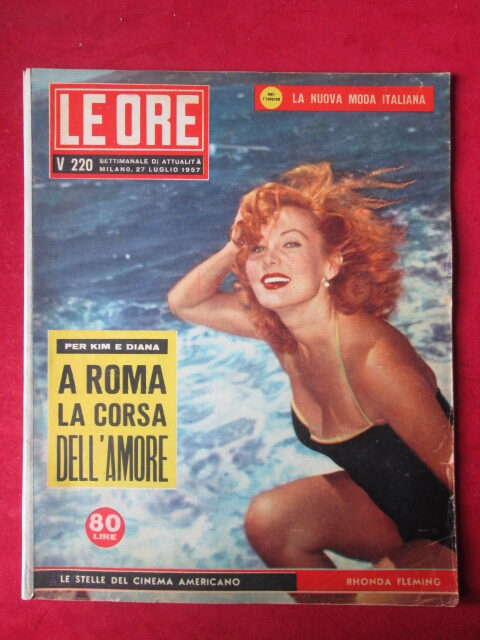 LE ORE
V 220 SETTIMANALE DI ATTUALITÀ
MILANO, 27 LUGLIO 1957
LA NUOVA MODA ITALIANA
PER KIM E DIANA
A ROMA
LA CORSA
DELL'AMORE
80
LIRE
LE STELLE DEL CINEMA AMERICANO
RHONDA FLEMING